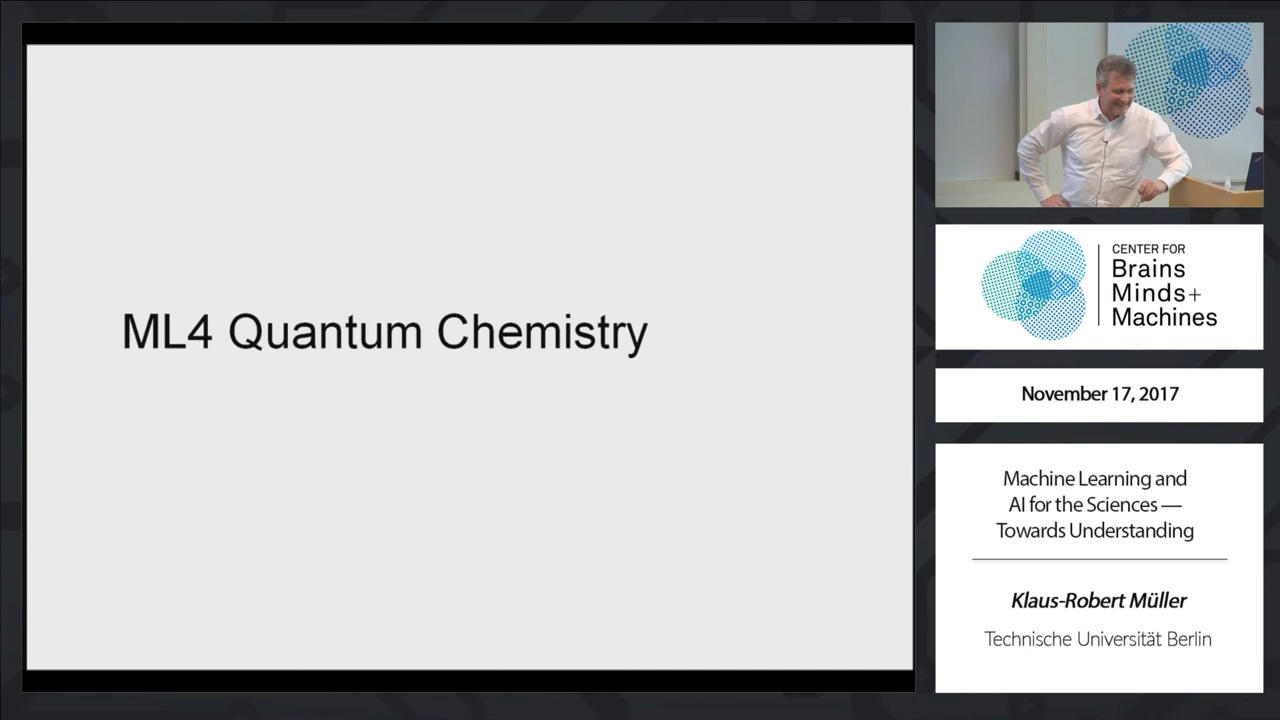 ML4 Quantum Chemistry
CENTER FOR
Brains
Minds+
Machines
November 17, 2017
Machine Learning and
AI for the Sciences —
Towards Understanding
Klaus-Robert Müller
Technische Universität Berlin